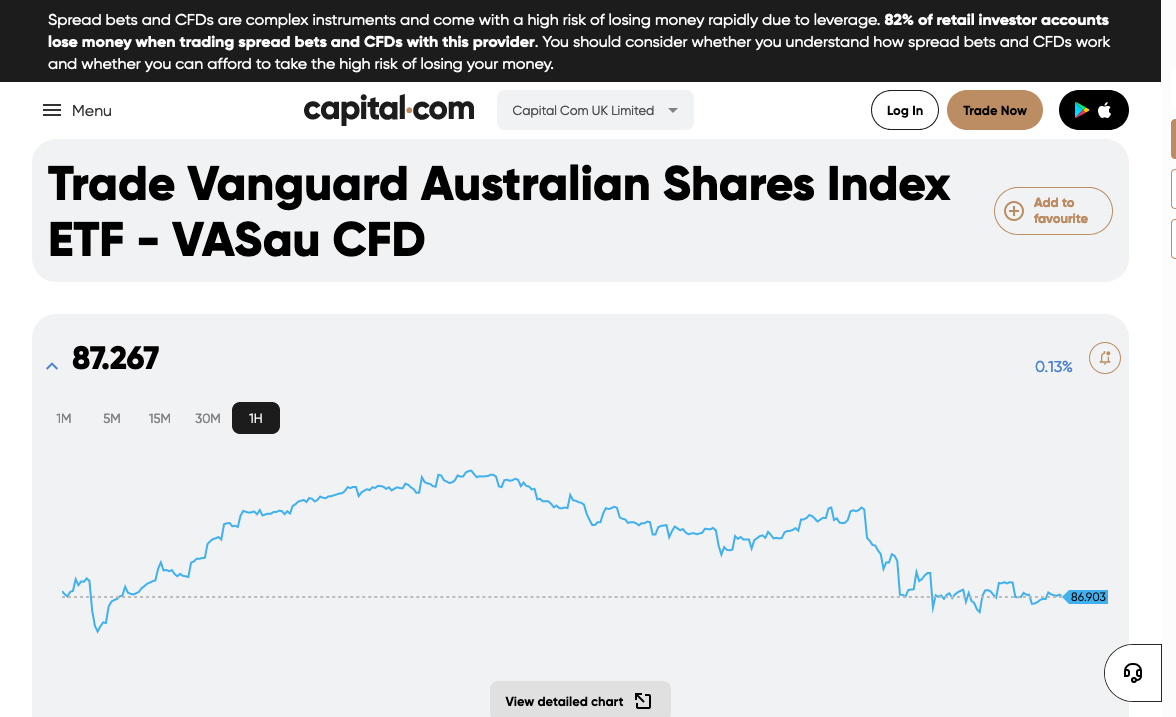 Spread bets and CFDs are complex instruments and come with a high risk of losing money rapidly due to leverage. 82% of retail investor accounts
lose money when trading spread bets and CFDs with this provider. You should consider whether you understand how spread bets and CFDs work
and whether you can afford to take the high risk of losing your money.
Menu
capital.com
Capital Com UK Limited
Log In
Trade Now
Trade Vanguard Australian Shares Index
ETF - VASau CFD
Add to
favourite
87.267
0.13%
1M 5M 15M 30M 1H
86.903
View detailed chart